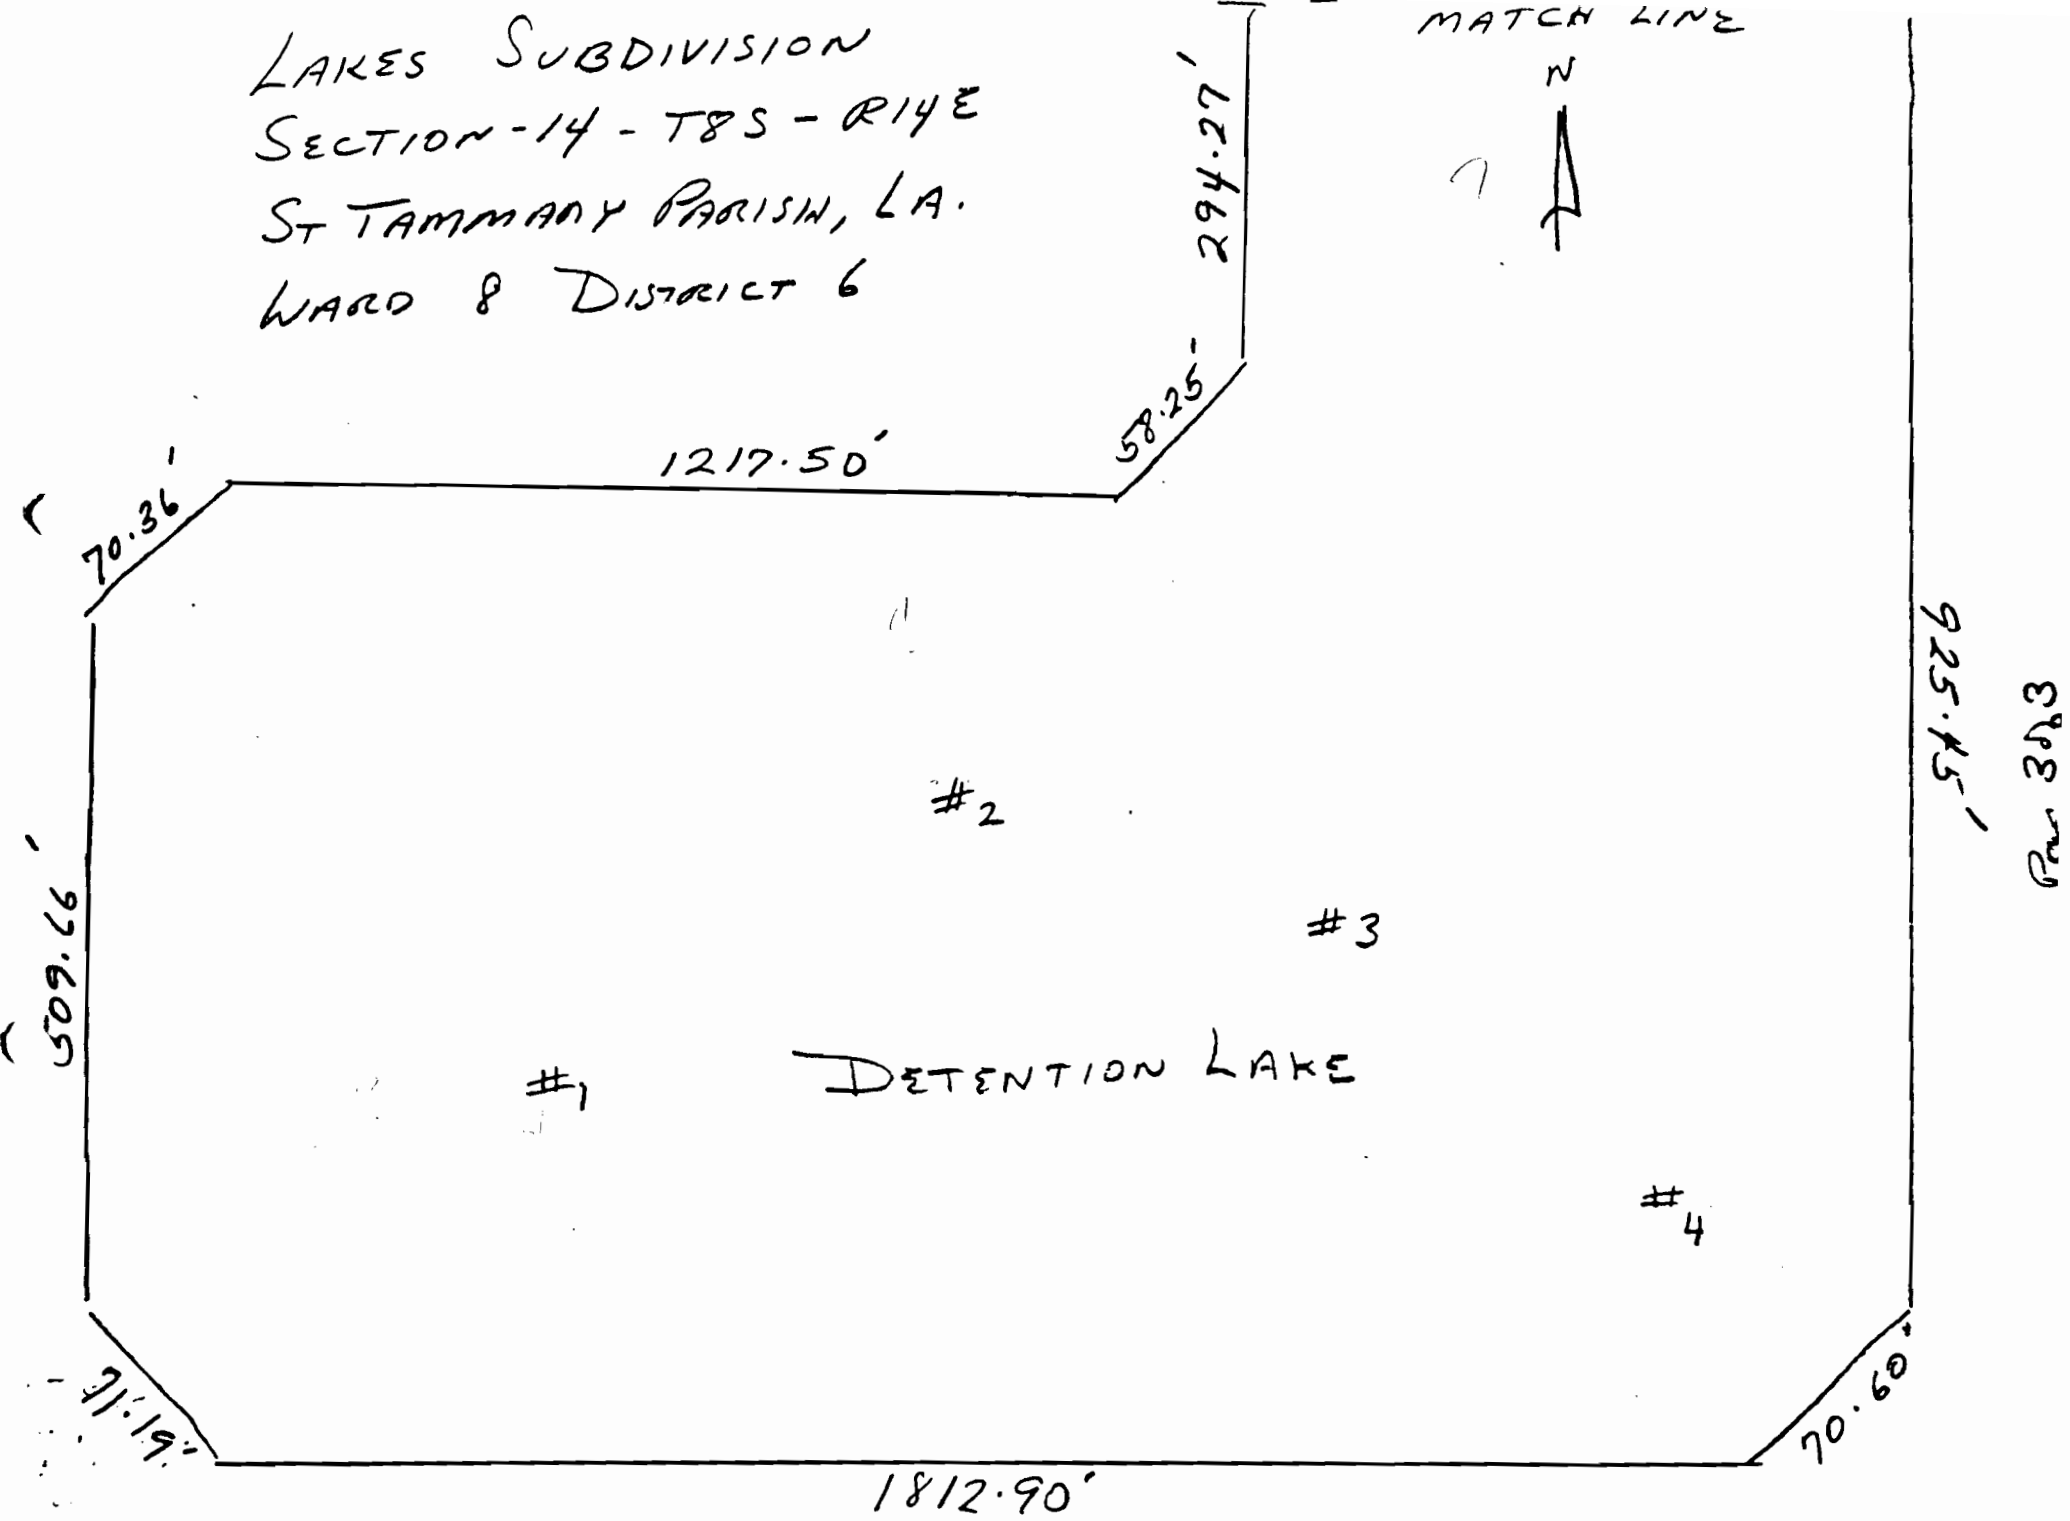 MATCH LINE
N
LAKES SUBDIVISION
SECTION-14 - T8S - R14E
ST TAMMANY PARISH, LA.
WARD 8 DISTRICT 6
294.27'
58.25'
1217.50'
70.36'
509.66'
925.45'
#2
#3
#1
DETENTION LAKE
#4
71.19'
70.60'
1812.90'